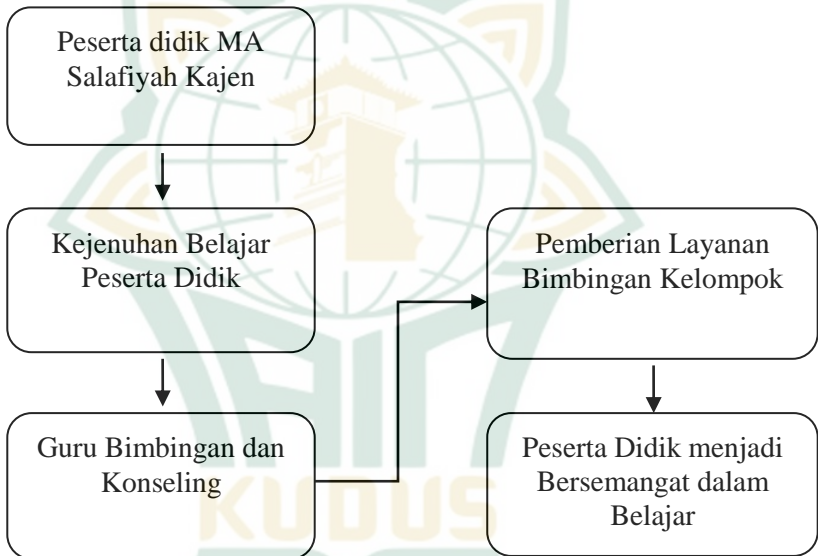 Peserta didik MA
Salafiyah Kajen
Kejenuhan Belajar
Peserta Didik
Guru Bimbingan dan
Konseling
Pemberian Layanan
Bimbingan Kelompok
Peserta Didik menjadi
Bersemangat dalam
Belajar
KUDUS